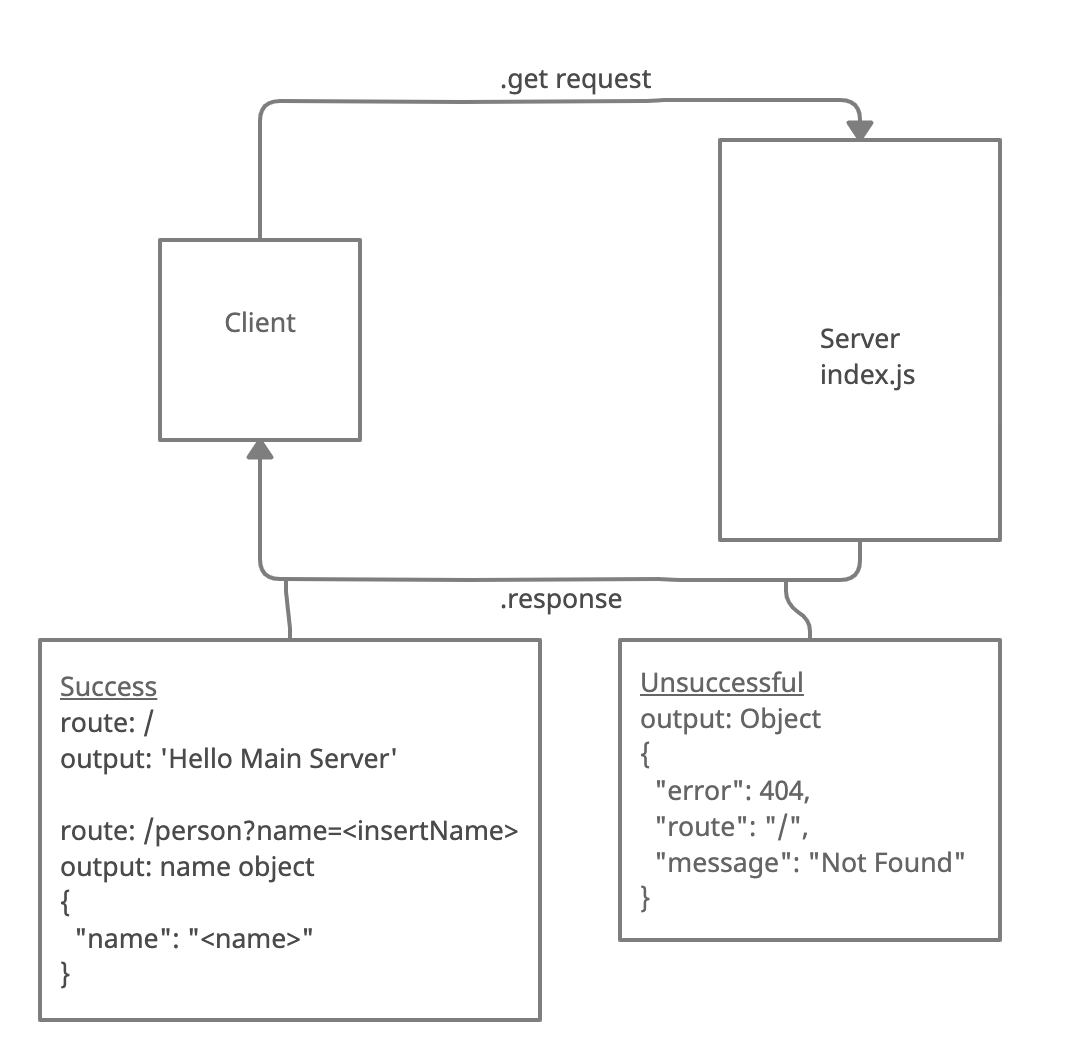 .get request
Client
Server
index.js
.response
Success
route: /
output: 'Hello Main Server'
route: /person?name=<insertName>
output: name object
{
"name": "<name>"
}
Unsuccessful
output: Object
{
"error": 404,
"route": "/",
"message": "Not Found"
}